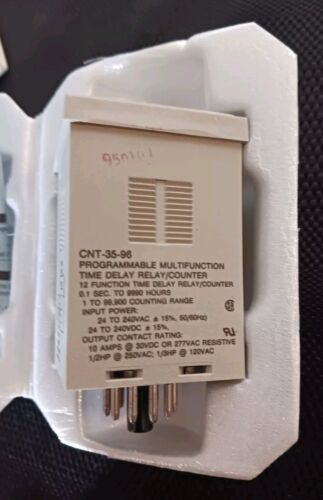 CNT-35-96
PROGRAMMABLE MULTIFUNCTION
TIME DELAY RELAY/COUNTER
12 FUNCTION TIME DELAY RELAY/COUNTER
0.1 SEC. TO 9990 HOURS
1 TO 99,900 COUNTING RANGE
INPUT POWER:
24 TO 240VAC ± 15%, 50/60Hz)
24 TO 240VDC ± 15%.
OUTPUT CONTACT RATING:
10 AMPS @ 30VDC OR 277VAC RESISTIVE
1/2HP @ 250VAC; 1/3HP @ 120VAC